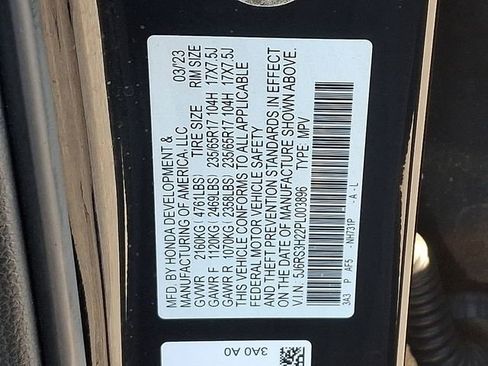 MFD. BY HONDA DEVELOPMENT & 03/23
MANUFACTURING OF AMERICA, LLC
GVWR 2160KG (4761LBS) TIRE SIZE RIM SIZE
GAWR F 1120KG (2469LBS) 235/65R17 104H 17X7.5J
GAWR R 1070KG (2358LBS) 235/65R17 104H 17X7.5J
THIS VEHICLE CONFORMS TO ALL APPLICABLE
FEDERAL MOTOR VEHICLE SAFETY
AND THEFT PREVENTION STANDARDS IN EFFECT
ON THE DATE OF MANUFACTURE SHOWN ABOVE.
V.I.N. 5J6RS3H22PL003896 TYPE: MPV
3A3 P AF5 -NH731P -A -L
3A0 A0